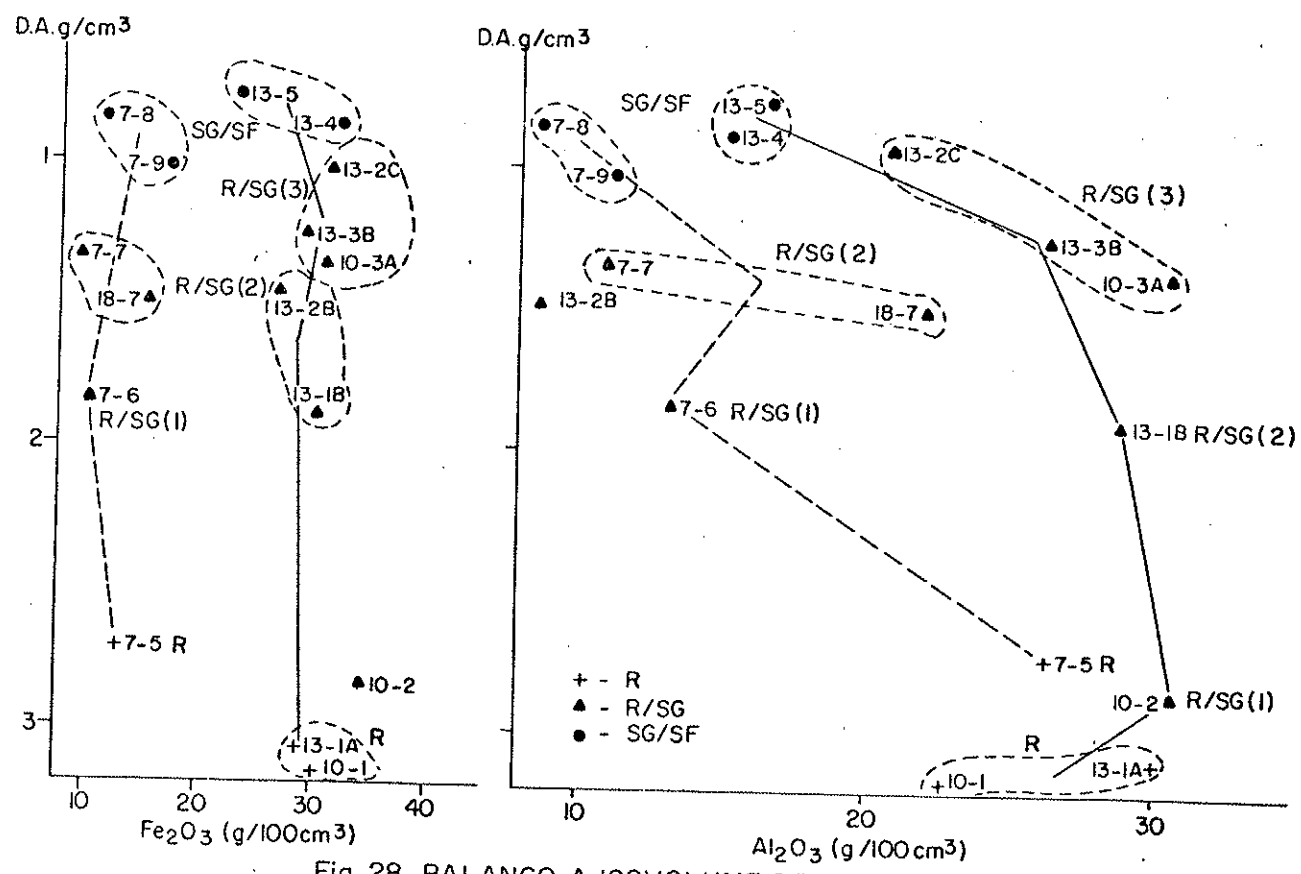 D.A.g/cm3
7-8
7-9
SG/SF
13-5
13-4
13-2C
R/SG(3)
13-3B
10-3A
7-7
18-7
R/SG(2)
13-2B
13-1B
7-6
R/SG(1)
7-5 R
10-2
13-1A R
10-1
1
2
3
10
20
30
40
Fe2O3 (g/100cm3)
D.A.g/cm3
SG/SF
13-5
13-4
7-8
7-9
13-2C
R/SG(3)
13-3B
10-3A
R/SG(2)
7-7
13-2B
18-7
7-6 R/SG(1)
13-1B R/SG(2)
7-5 R
10-2 R/SG(1)
R
10-1
13-1A
+ - R
▲ - R/SG
● - SG/SF
10
20
30
Al2O3 (g/100cm3)